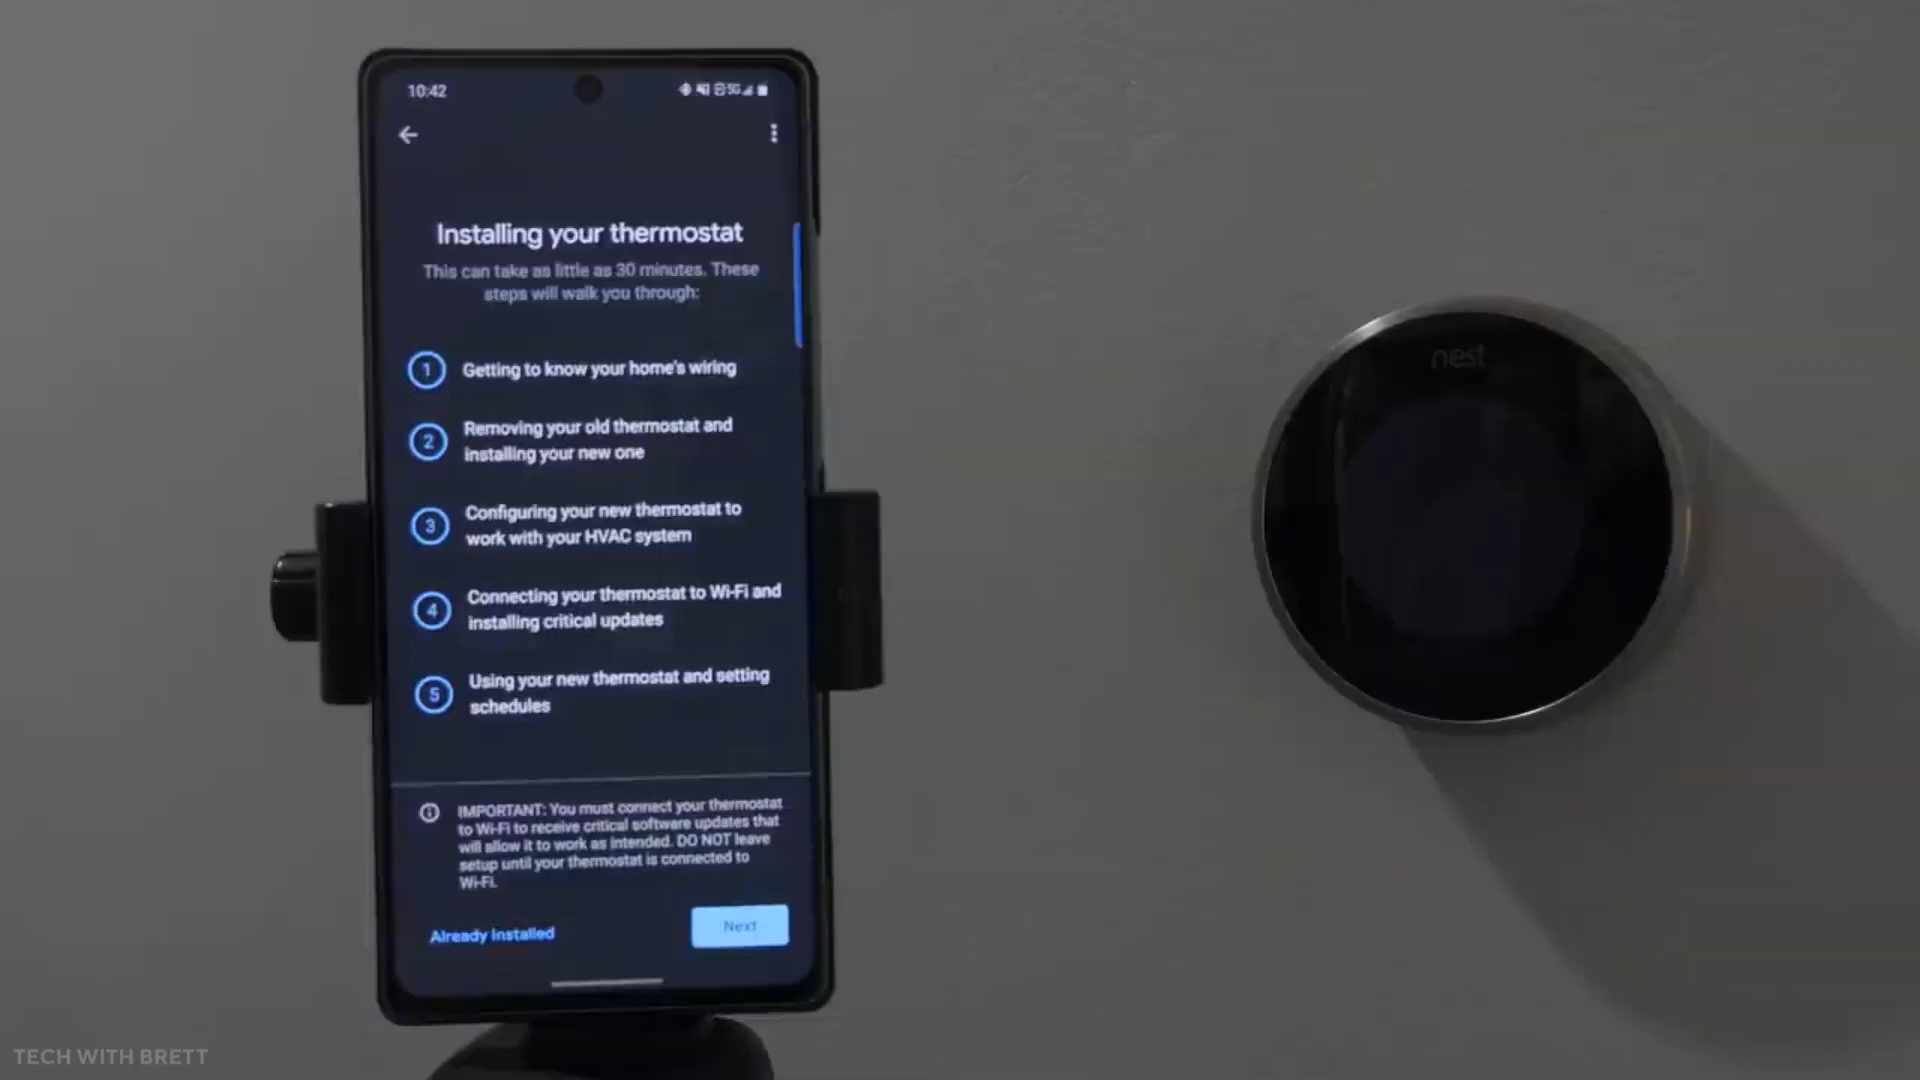 10:42
5G
Installing your thermostat
This can take as little as 30 minutes. These
steps will walk you through:
1 Getting to know your home's wiring
2 Removing your old thermostat and
installing your new one
3 Configuring your new thermostat to
work with your HVAC system
4 Connecting your thermostat to Wi-Fi and
installing critical updates
5 Using your new thermostat and setting
schedules
IMPORTANT: You must connect your thermostat
to Wi-Fi to receive critical software updates that
will allow it to work as intended. DO NOT leave
setup until your thermostat is connected to
Wi-Fi.
Already installed
Next
nest
TECH WITH BRETT